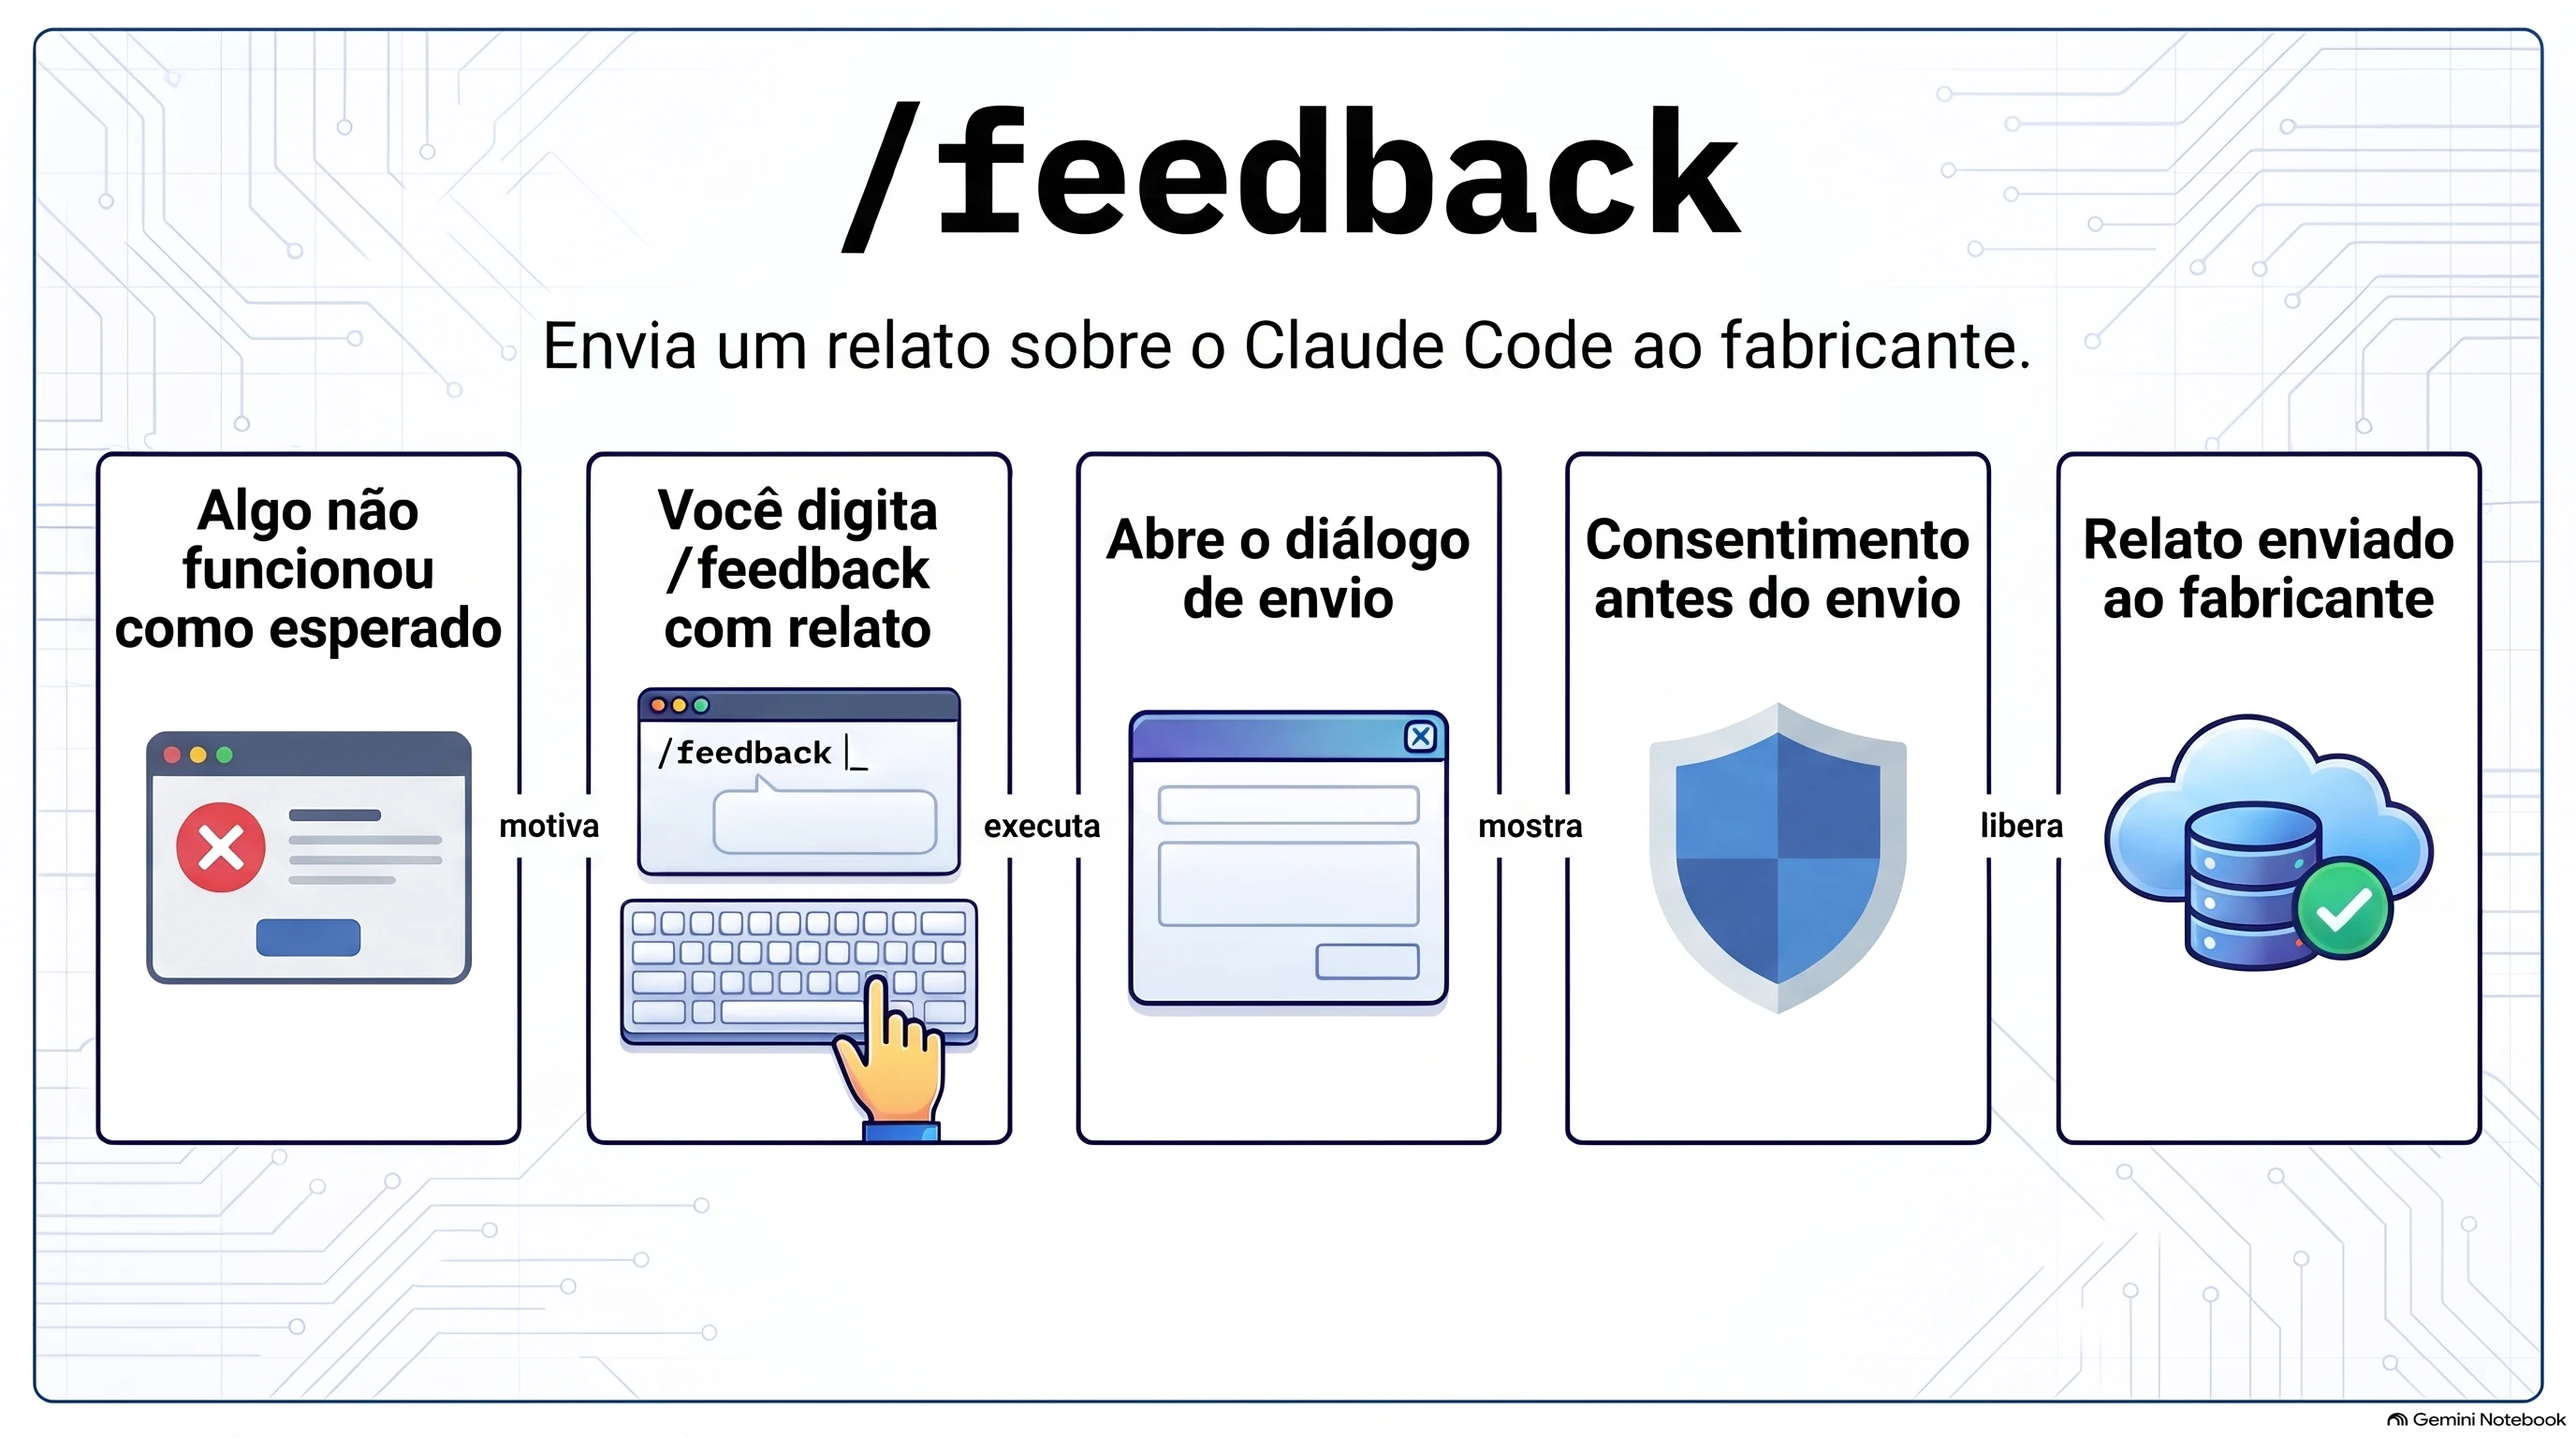 /feedback
Envia um relato sobre o Claude Code ao fabricante.
Algo não
funcionou
como esperado
motiva
Você digita
/feedback
com relato
/feedback |_
executa
Abre o diálogo
de envio
mostra
Consentimento
antes do envio
libera
Relato enviado
ao fabricante
Gemini Notebook